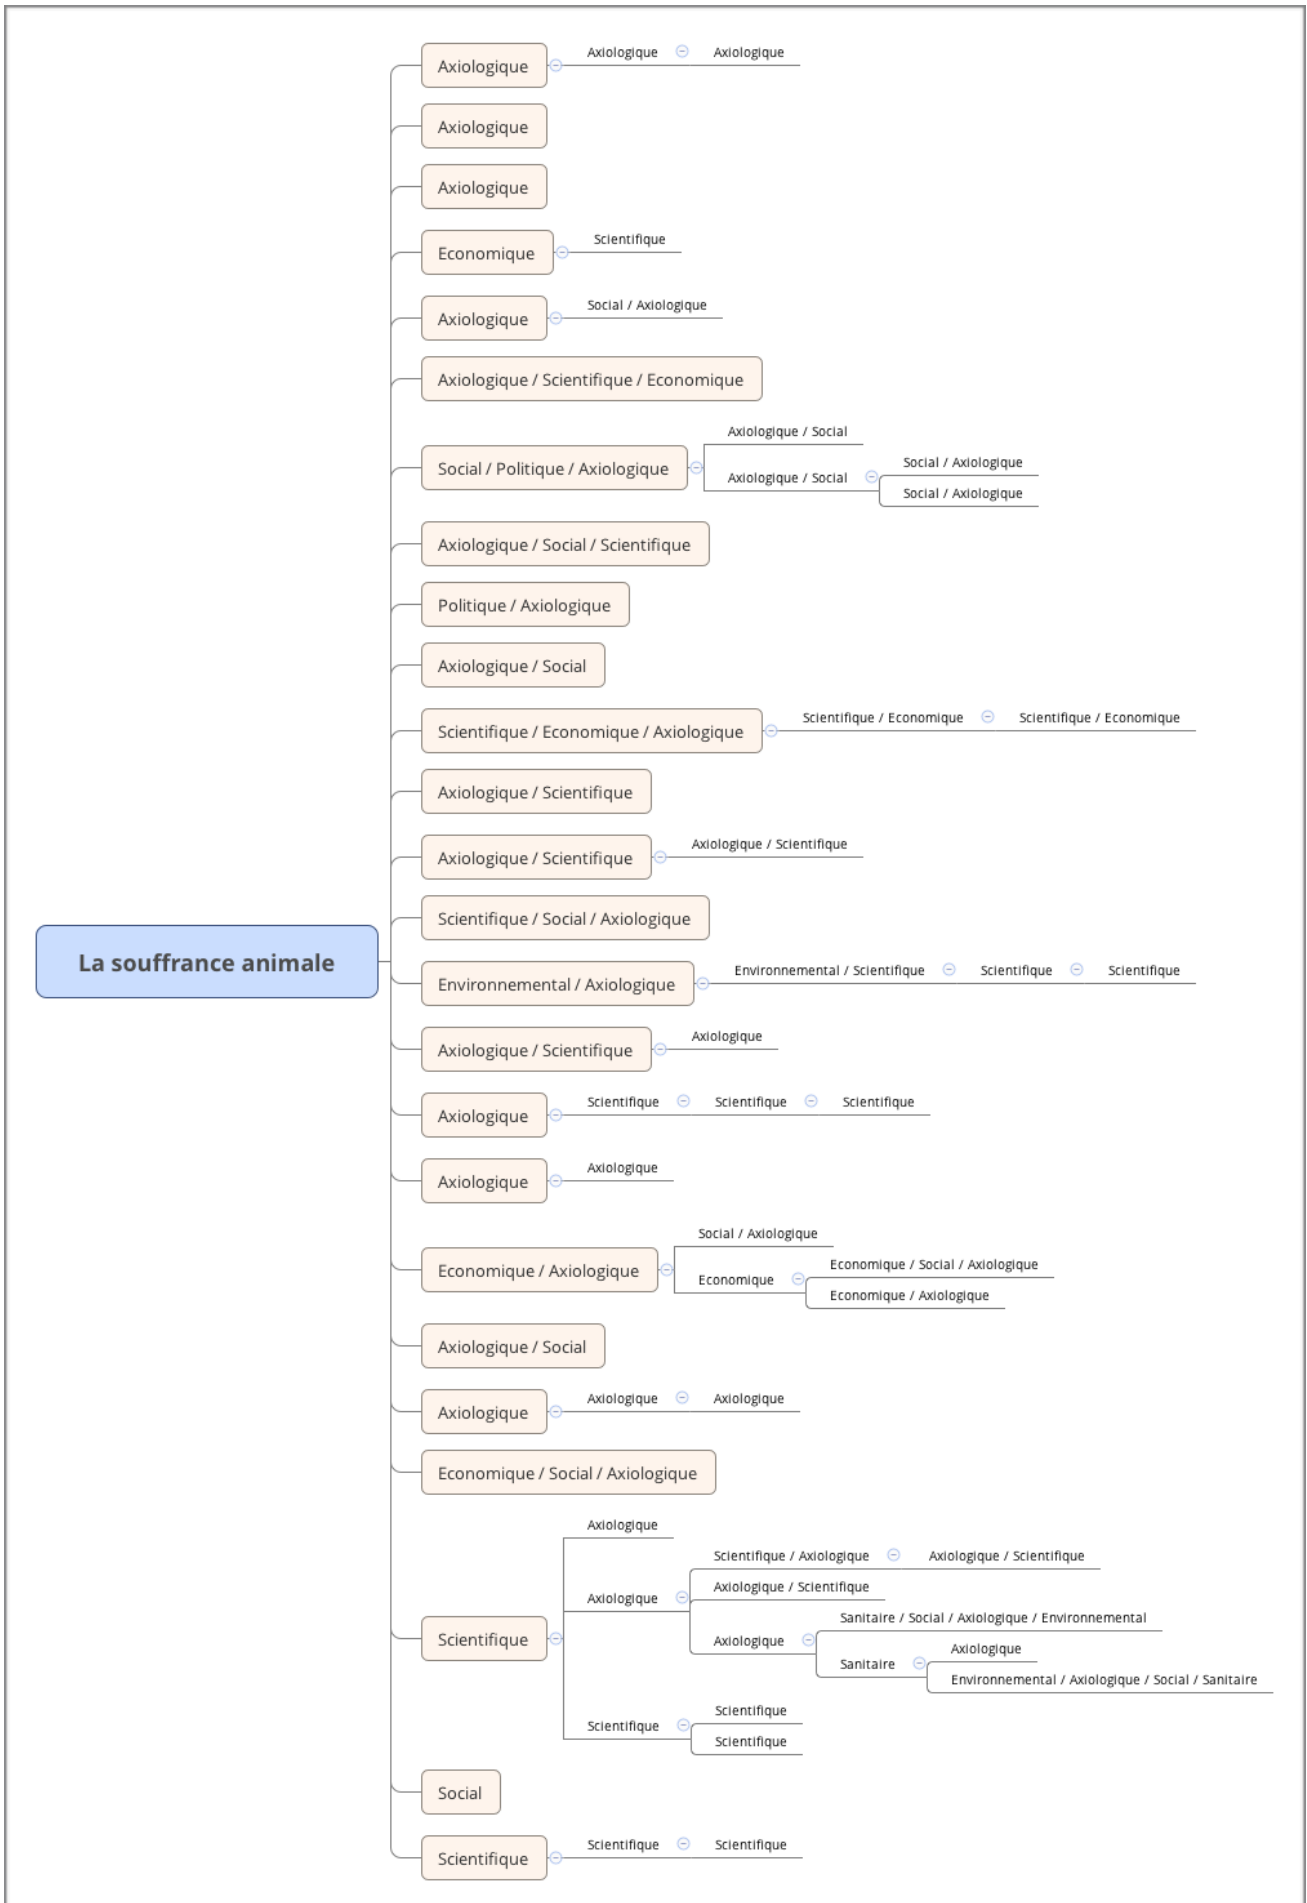 Axiologique
Axiologique
Axiologique
Axiologique
Axiologique
Economique
Scientifique
Axiologique
Social / Axiologique
Axiologique / Scientifique / Economique
Social / Politique / Axiologique
Axiologique / Social
Axiologique / Social
Social / Axiologique
Social / Axiologique
Axiologique / Social / Scientifique
Politique / Axiologique
Axiologique / Social
Scientifique / Economique / Axiologique
Scientifique / Economique
Scientifique / Economique
Axiologique / Scientifique
Axiologique / Scientifique
Axiologique / Scientifique
Scientifique / Social / Axiologique
La souffrance animale
Environnemental / Axiologique
Environnemental / Scientifique
Scientifique
Scientifique
Axiologique / Scientifique
Axiologique
Axiologique
Scientifique
Scientifique
Scientifique
Axiologique
Axiologique
Economique / Axiologique
Social / Axiologique
Economique
Economique / Social / Axiologique
Economique / Axiologique
Axiologique / Social
Axiologique
Axiologique
Axiologique
Economique / Social / Axiologique
Scientifique
Axiologique
Axiologique
Scientifique / Axiologique
Axiologique / Scientifique
Axiologique / Scientifique
Axiologique
Sanitaire / Social / Axiologique / Environnemental
Sanitaire
Axiologique
Environnemental / Axiologique / Social / Sanitaire
Scientifique
Scientifique
Scientifique
Social
Scientifique
Scientifique
Scientifique